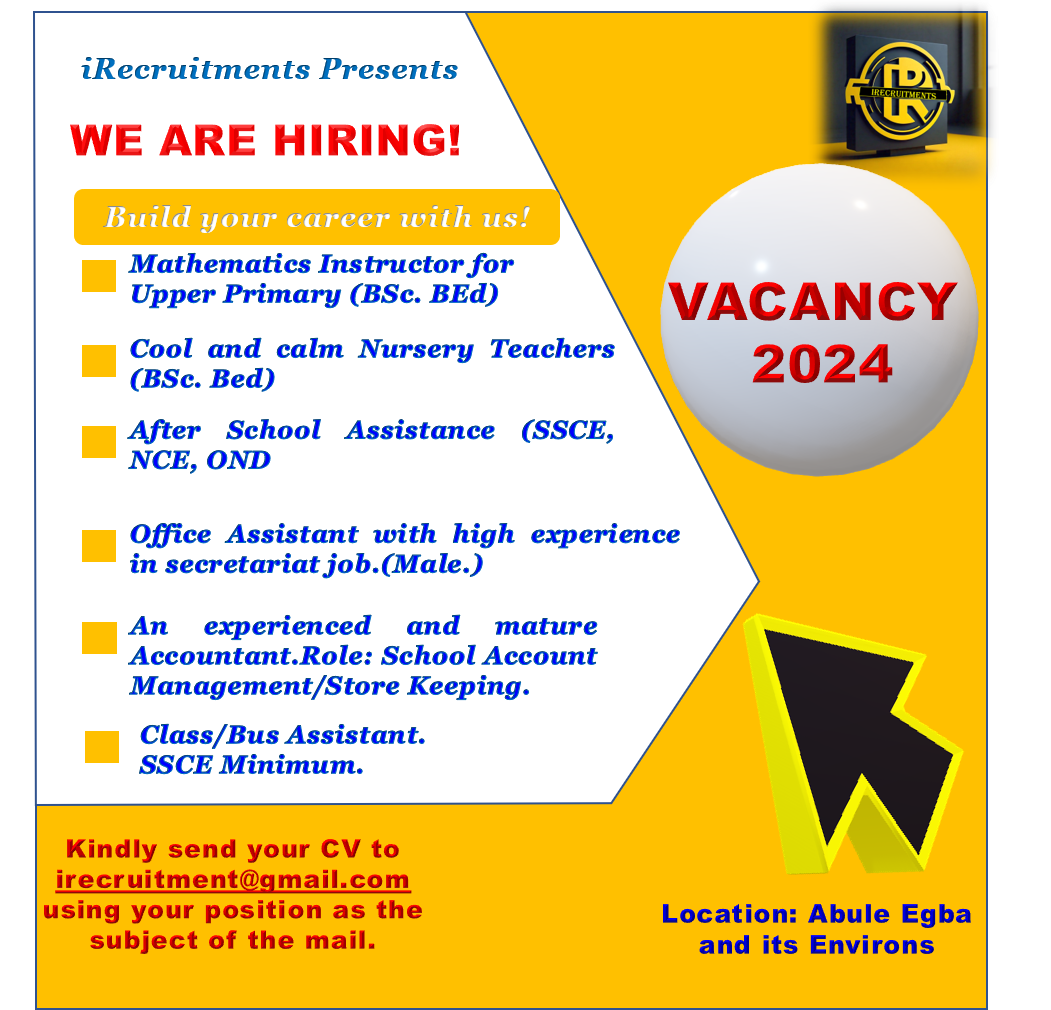 iRecruitments Presents
WE ARE HIRING!
Build your career with us!
Mathematics Instructor for
Upper Primary (BSc. BEd)
Cool and calm Nursery Teachers
(BSc. Bed)
After School Assistance (SSCE,
NCE, OND
Office Assistant with high experience
in secretariat job.(Male.)
An experienced and mature
Accountant.Role: School Account
Management/Store Keeping.
Class/Bus Assistant.
SSCE Minimum.
Kindly send your CV to
irecruitment@gmail.com
using your position as the
subject of the mail.
IR
IRECRUITMENTS
VACANCY
2024
Location: Abule Egba
and its Environs